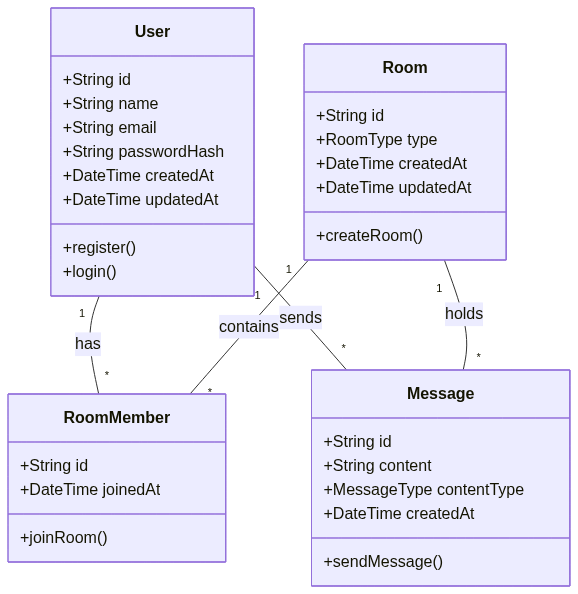 User
+String id
+String name
+String email
+String passwordHash
+DateTime createdAt
+DateTime updatedAt
+register()
+login()
Room
+String id
+RoomType type
+DateTime createdAt
+DateTime updatedAt
+createRoom()
1
has
*
1
contains
*
1
sends
*
1
holds
*
RoomMember
+String id
+DateTime joinedAt
+joinRoom()
Message
+String id
+String content
+MessageType contentType
+DateTime createdAt
+sendMessage()